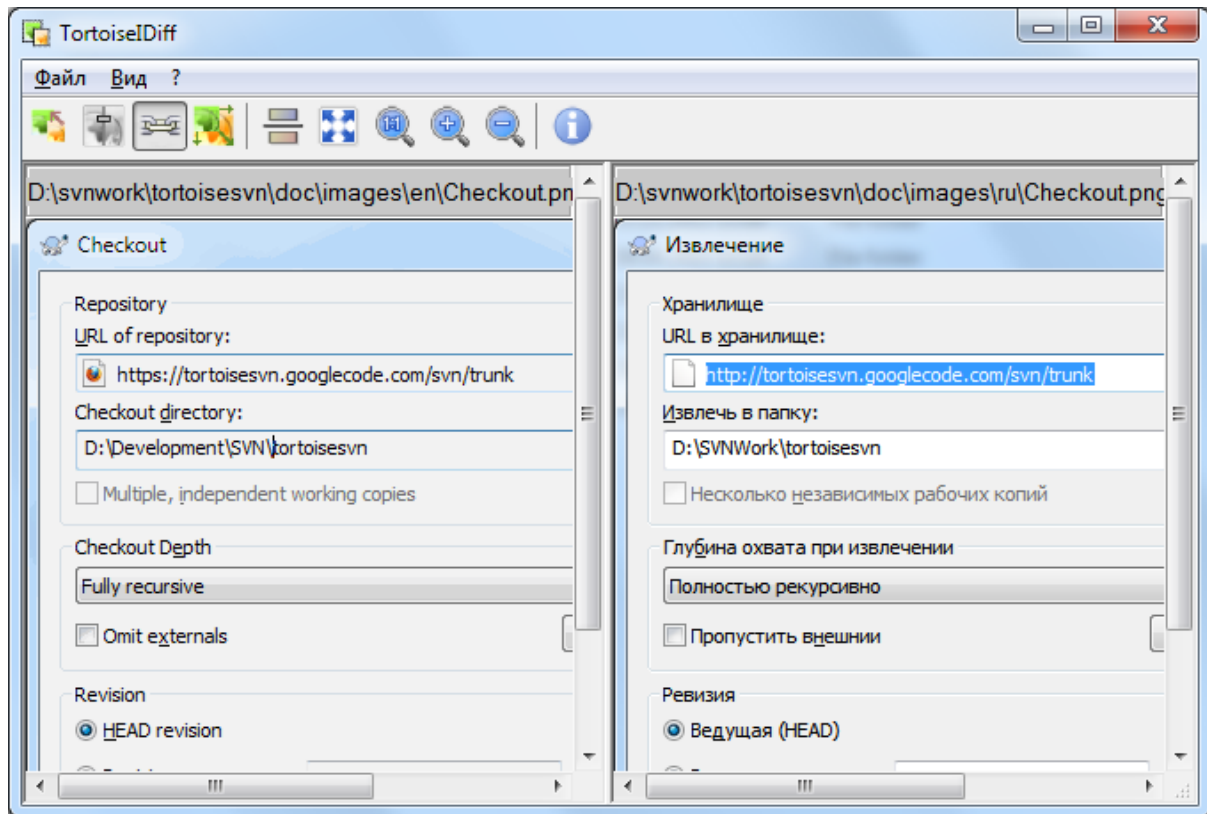 TortoiseIDiff
Файл Вид ?
D:\svnwork\tortoisesvn\doc\images\en\Checkout.pn
Checkout
Repository
URL of repository:
https://tortoisesvn.googlecode.com/svn/trunk
Checkout directory:
D:\Development\SVN\tortoisesvn
Multiple, independent working copies
Checkout Depth
Fully recursive
Omit externals
Revision
HEAD revision
D:\svnwork\tortoisesvn\doc\images\ru\Checkout.png
Извлечение
Хранилище
URL в хранилище:
http://tortoisesvn.googlecode.com/svn/trunk
Извлечь в папку:
D:\SVNWork\tortoisesvn
Несколько независимых рабочих копий
Глубина охвата при извлечении
Полностью рекурсивно
Пропустить внешнии
Ревизия
Ведущая (HEAD)